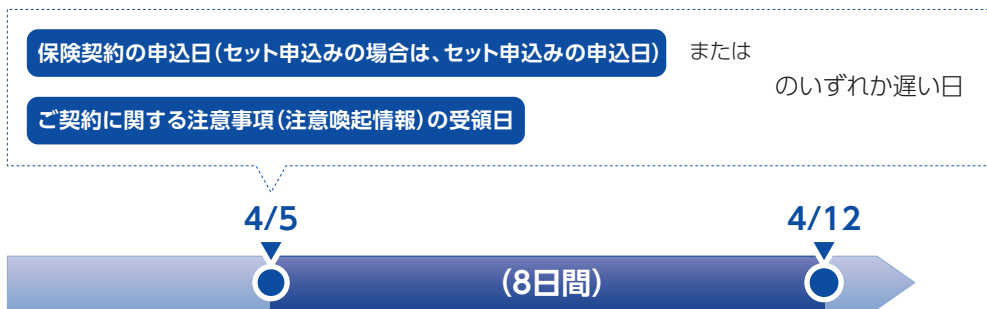 保険契約の申込日(セット申込みの場合は、セット申込みの申込日) または
のいずれか遅い日
ご契約に関する注意事項(注意喚起情報)の受領日
4/5 4/12
(8日間)